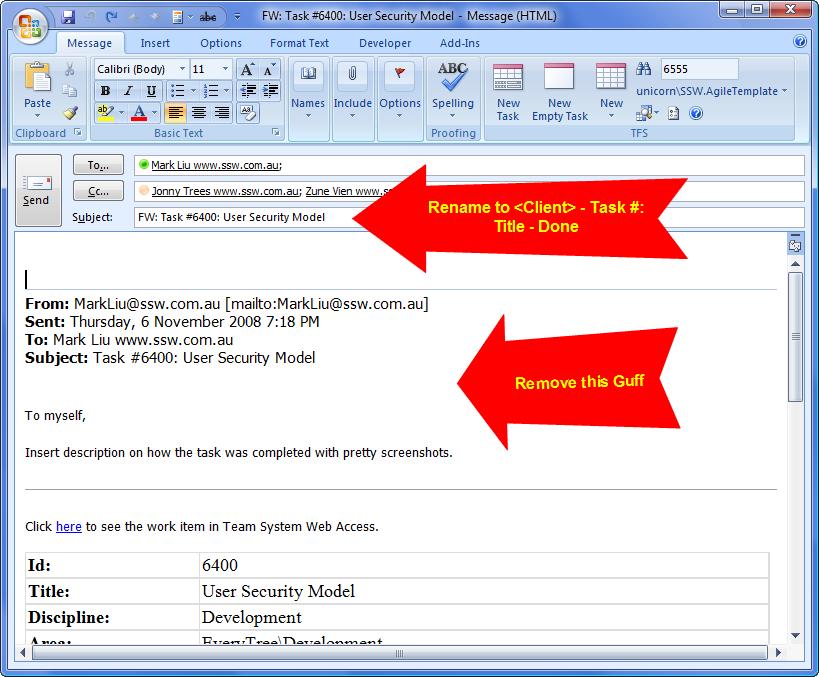 FW: Task #6400: User Security Model - Message (HTML)
Message Insert Options Format Text Developer Add-Ins
Calibri (Body) 11 A A
B I U
ab A
Paste Names Include Options Spelling New Task New Empty Task New
ABC
6555
unicorn\SSW.AgileTemplate
Clipboard Basic Text Proofing TFS
To... Mark Liu www.ssw.com.au;
Send
Cc... Jonny Trees www.ssw.com.au; Zune Vien
Subject: FW: Task #6400: User Security Model
Rename to <Client> - Task #:
Title - Done
From: MarkLiu@ssw.com.au [mailto:MarkLiu@ssw.com.au]
Sent: Thursday, 6 November 2008 7:18 PM
To: Mark Liu www.ssw.com.au
Subject: Task #6400: User Security Model
Remove this Guff
To myself,
Insert description on how the task was completed with pretty screenshots.
Click here to see the work item in Team System Web Access.
Id: 6400
Title: User Security Model
Discipline: Development
Area: EveryTree\Development